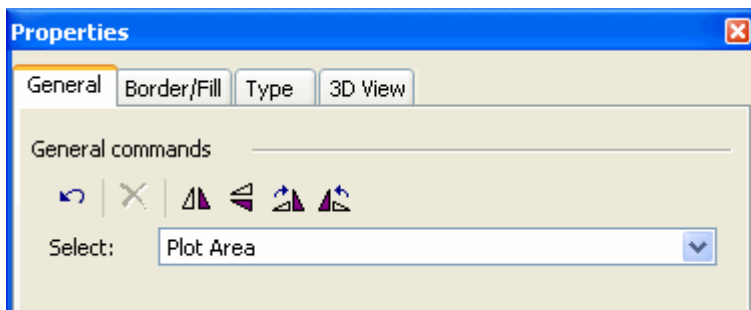 Properties
General Border/Fill Type 3D View
General commands
Select: Plot Area